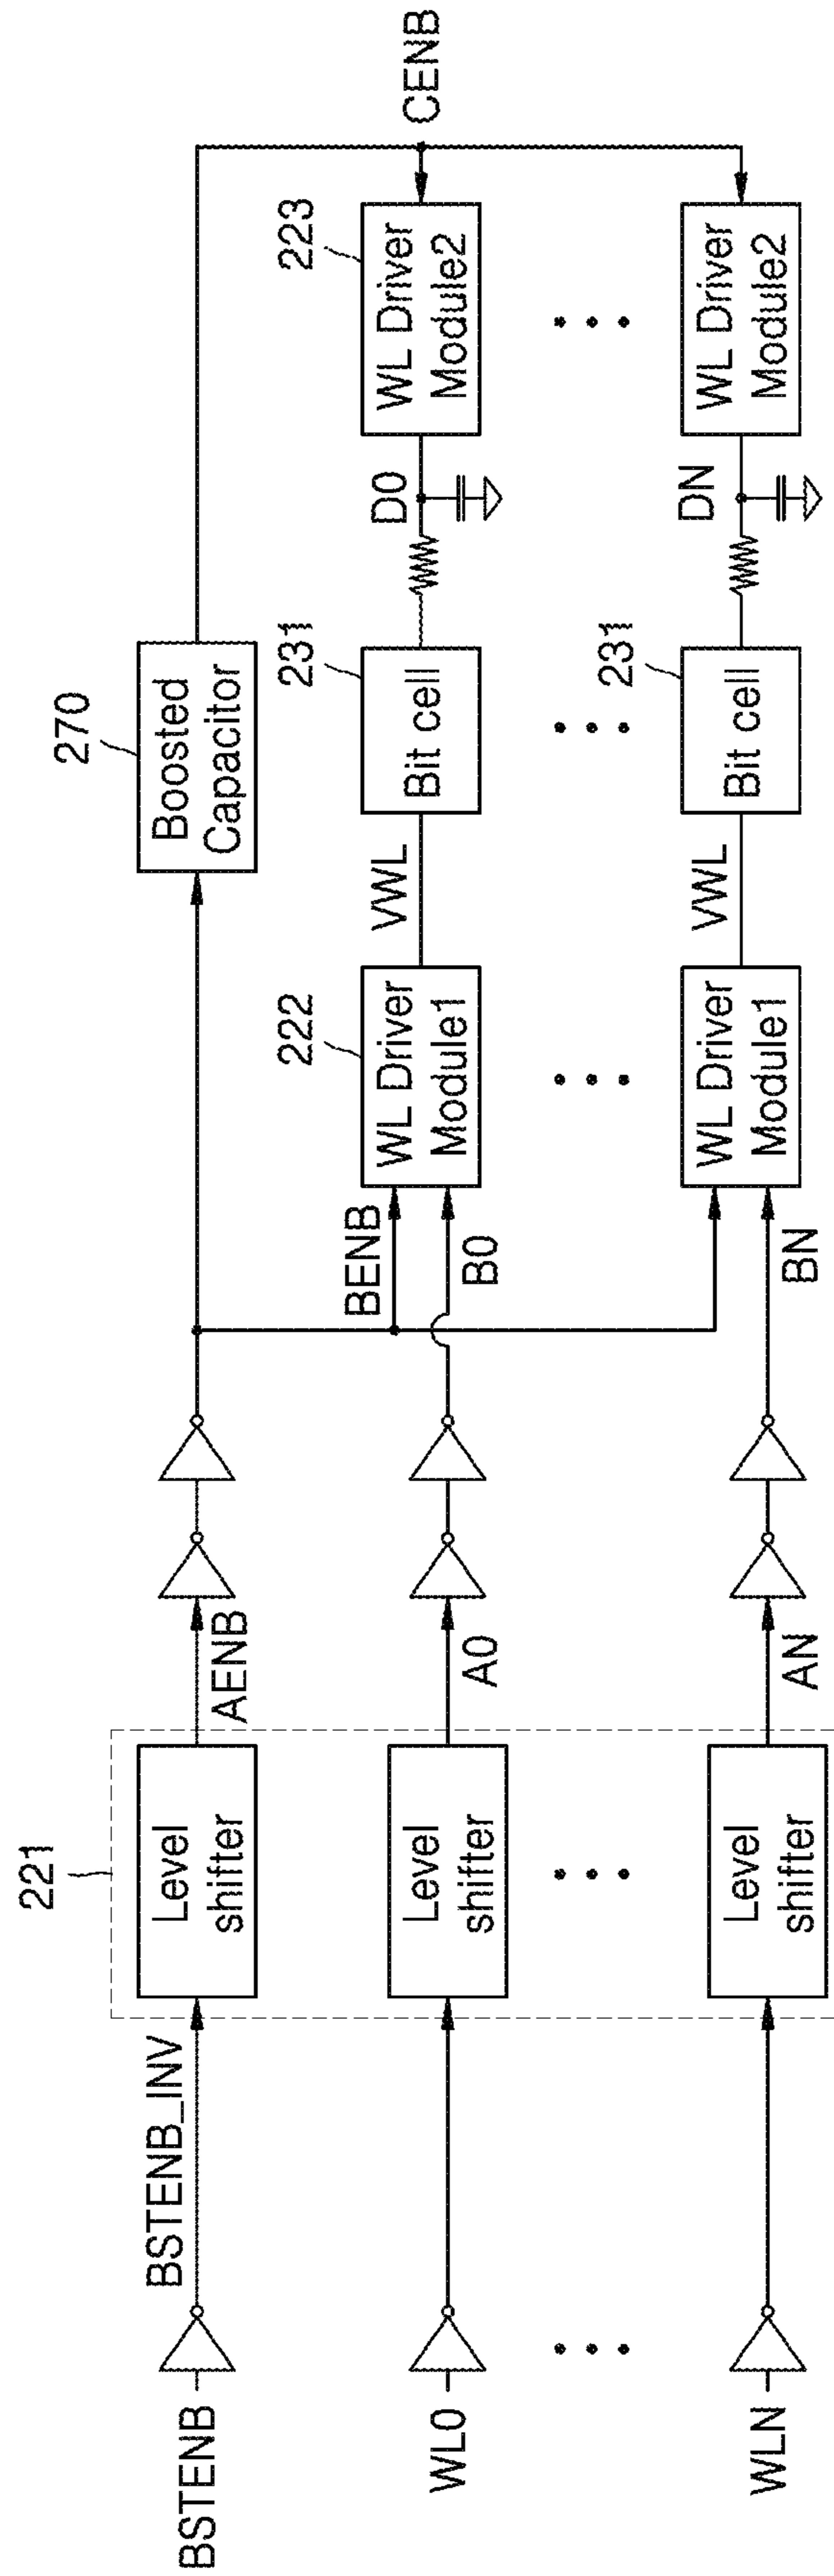 221
270
BSTENB
BSTENB_INV
Level
shifter
AENB
Boosted
Capacitor
CENB
222
231
223
BENB
WL Driver
Module1
VWL
Bit cell
D0
WL Driver
Module2
WL0
Level
shifter
A0
B0
231
WL Driver
Module1
VWL
Bit cell
DN
WL Driver
Module2
WLN
Level
shifter
AN
BN